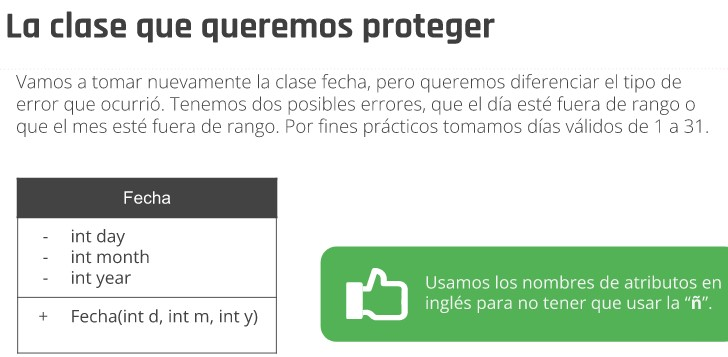 La clase que queremos proteger
Vamos a tomar nuevamente la clase fecha, pero queremos diferenciar el tipo de
error que ocurrió. Tenemos dos posibles errores, que el día esté fuera de rango o
que el mes esté fuera de rango. Por fines prácticos tomamos días válidos de 1 a 31.
Fecha
- int day
- int month
- int year
+ Fecha(int d, int m, int y)
Usamos los nombres de atributos en
inglés para no tener que usar la “ñ”.